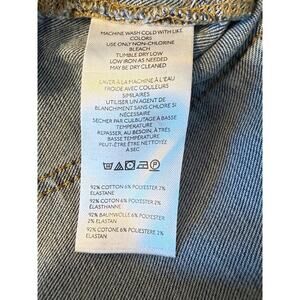 MACHINE WASH COLD WITH LIKE
COLORS
USE ONLY NON-CHLORINE
BLEACH
TUMBLE DRY LOW
LOW IRON AS NEEDED
MAY BE DRY CLEANED
LAVER À LA MACHINE À L'EAU
FROIDE AVEC COULEURS
SIMILAIRES
UTILISER UN AGENT DE
BLANCHIMENT SANS CHLORE SI
NÉCESSAIRE
SÉCHER PAR CULBUTAGE À BASSE
TEMPÉRATURE
REPASSER, AU BESOIN, À TRÈS
BASSE TEMPÉRATURE
PEUT ÊTRE NETTOYÉ À
SEC
92% COTTON 6% POLYESTER 2%
ELASTANE
92% COTON 6% POLYESTER 2%
ÉLASTHANNE
92% BAUMWOLLE 6% POLYESTER 2%
ELASTAN
92% COTONE 6% POLIESTERE 2%
ELASTAN